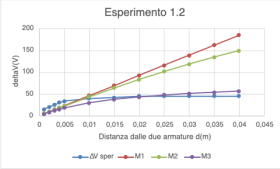 Esperimento 1.2
deltaV(V)
200
150
100
50
0
0 0,005 0,01 0,015 0,02 0,025 0,03 0,035 0,04 0,045
Distanza dalle due armature d(m)
ΔV sper M1 M2 M3